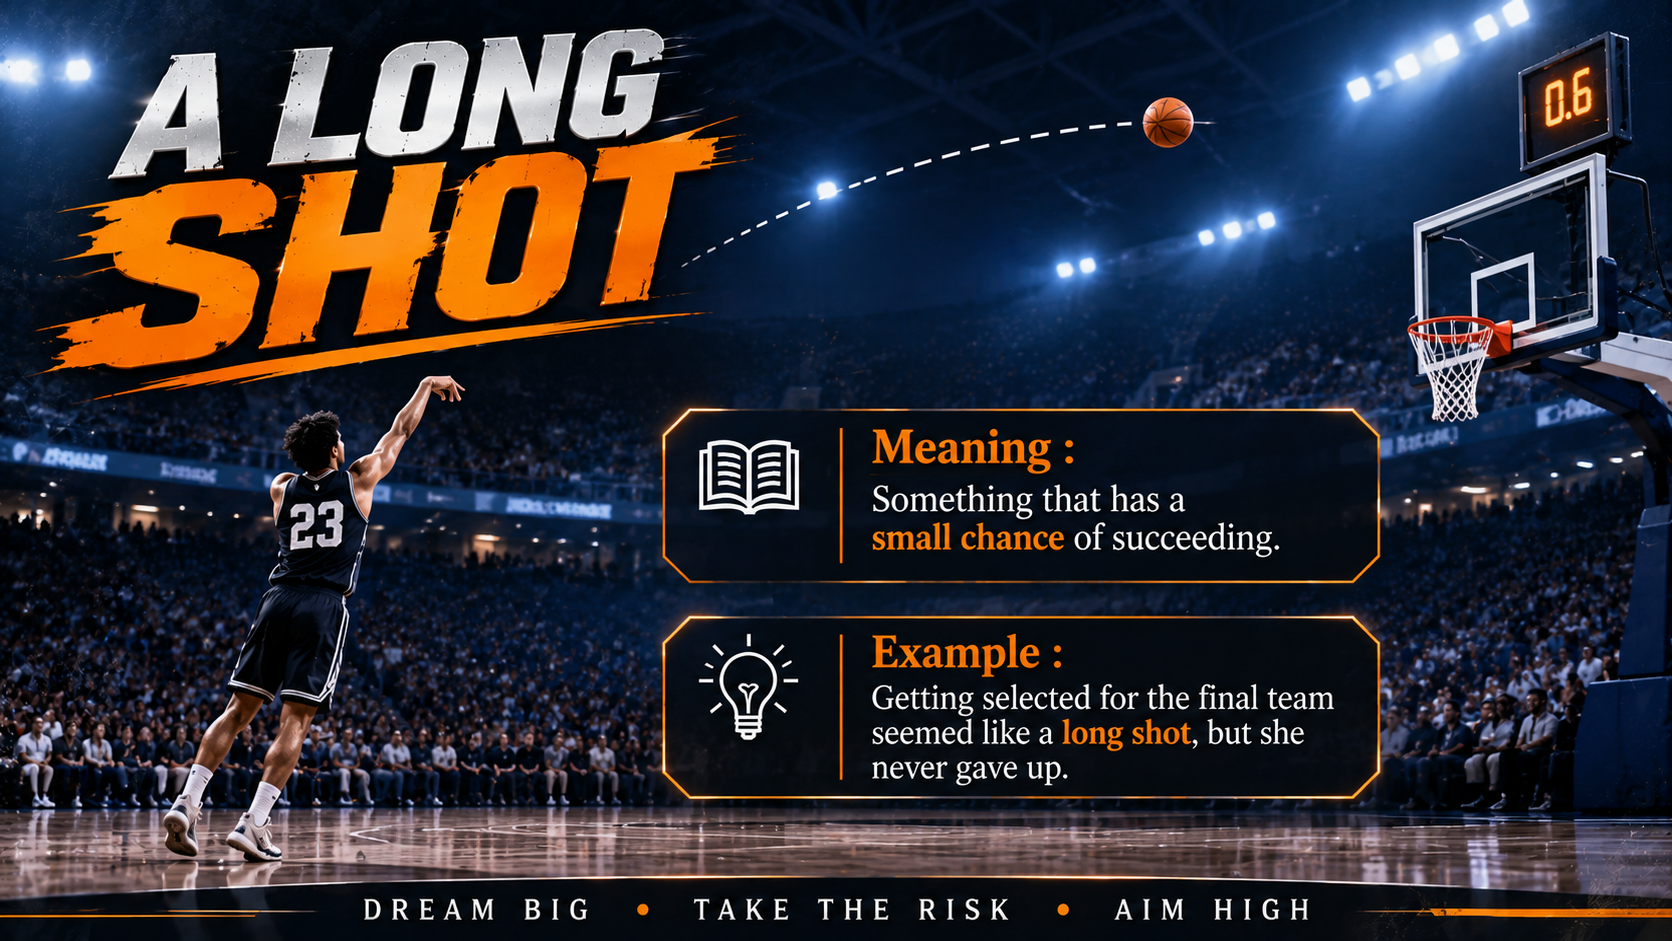 A LONG
SHOT
0.6
23
Meaning :
Something that has a
small chance of succeeding.
Example :
Getting selected for the final team
seemed like a long shot, but she
never gave up.
DREAM BIG • TAKE THE RISK • AIM HIGH